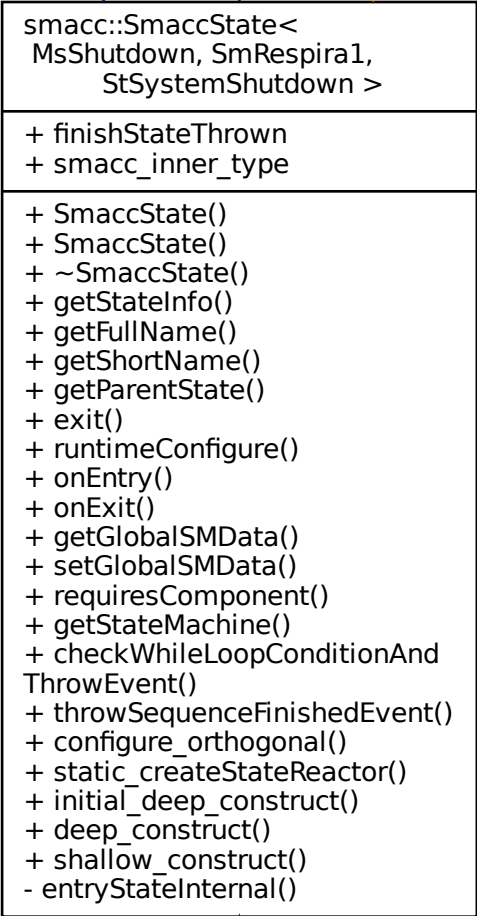 smacc::SmaccState<
MsShutdown, SmRespira1,
StSystemShutdown >
+ finishStateThrown
+ smacc_inner_type
+ SmaccState()
+ SmaccState()
+ ~SmaccState()
+ getStateInfo()
+ getFullName()
+ getShortName()
+ getParentState()
+ exit()
+ runtimeConfigure()
+ onEntry()
+ onExit()
+ getGlobalSMData()
+ setGlobalSMData()
+ requiresComponent()
+ getStateMachine()
+ checkWhileLoopConditionAnd
ThrowEvent()
+ throwSequenceFinishedEvent()
+ configure_orthogonal()
+ static_createStateReactor()
+ initial_deep_construct()
+ deep_construct()
+ shallow_construct()
- entryStateInternal()